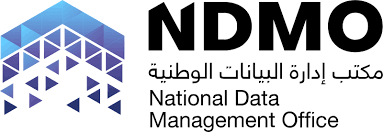 NDMO
مكتب إدارة البيانات الوطنية
National Data
Management Office